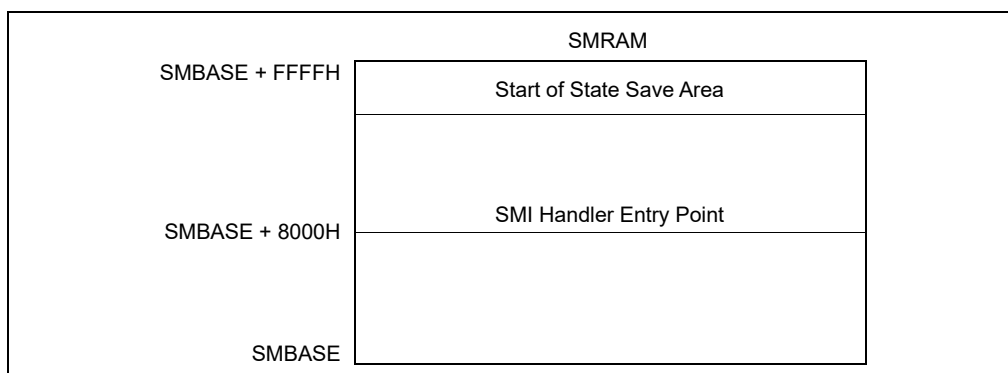 SMRAM
SMBASE + FFFFH
Start of State Save Area
SMI Handler Entry Point
SMBASE + 8000H
SMBASE